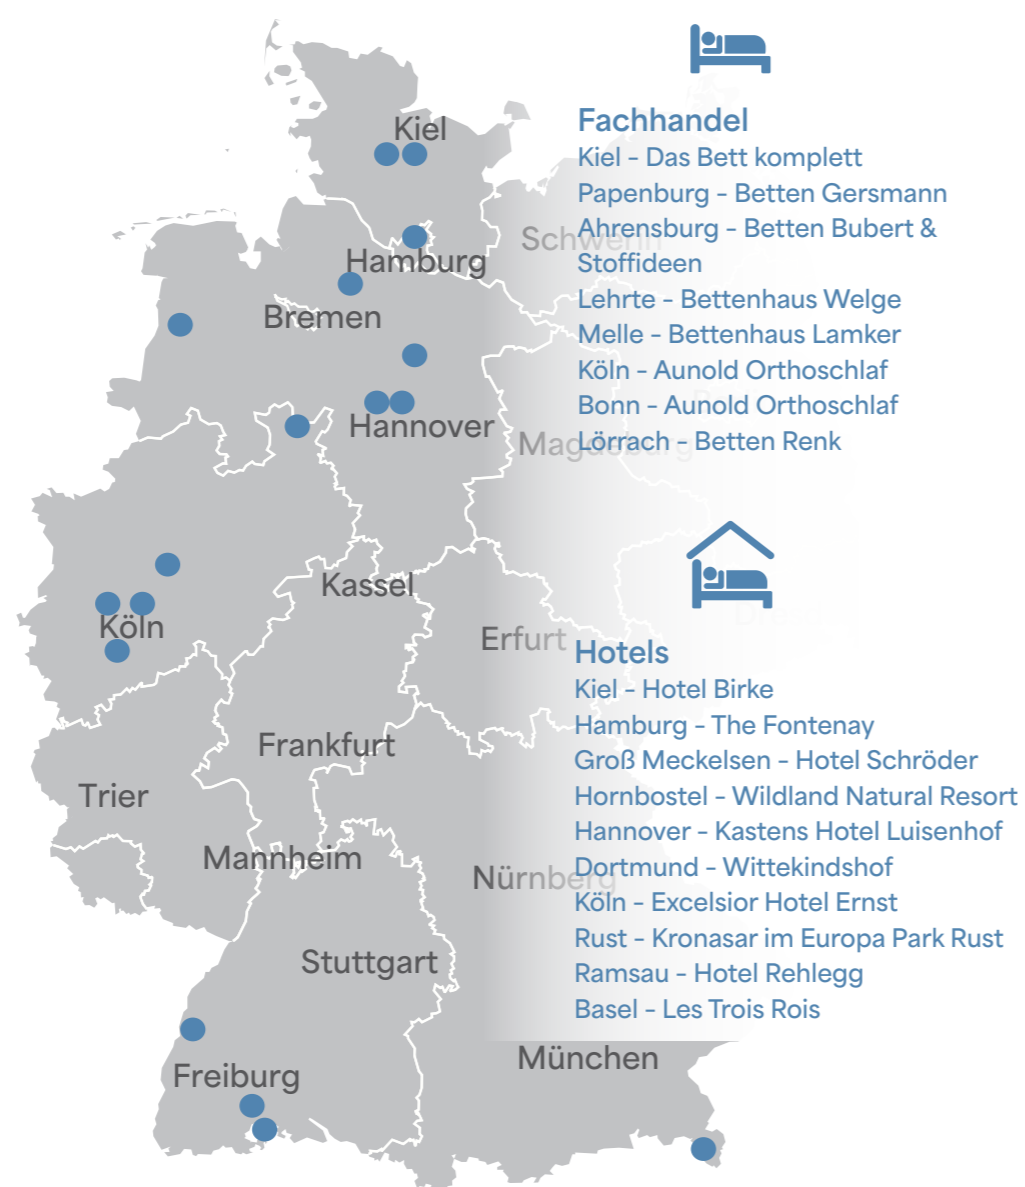 Kiel
Hamburg
Bremen
Hannover
Schwerin
Magdeburg
Kassel
Köln
Erfurt
Frankfurt
Trier
Mannheim
Nürnberg
Stuttgart
Freiburg
München
Fachhandel
Kiel – Das Bett komplett
Papenburg – Betten Gersmann
Ahrensburg – Betten Bubert &
Stoffideen
Lehrte – Bettenhaus Welge
Melle – Bettenhaus Lamker
Köln – Aunold Orthoschlaf
Bonn – Aunold Orthoschlaf
Lörrach – Betten Renk
Hotels
Kiel – Hotel Birke
Hamburg – The Fontenay
Groß Meckelsen – Hotel Schröder
Hornbostel – Wildland Natural Resort
Hannover – Kastens Hotel Luisenhof
Dortmund – Wittekindshof
Köln – Excelsior Hotel Ernst
Rust – Kronasar im Europa Park Rust
Ramsau – Hotel Rehlegg
Basel – Les Trois Rois